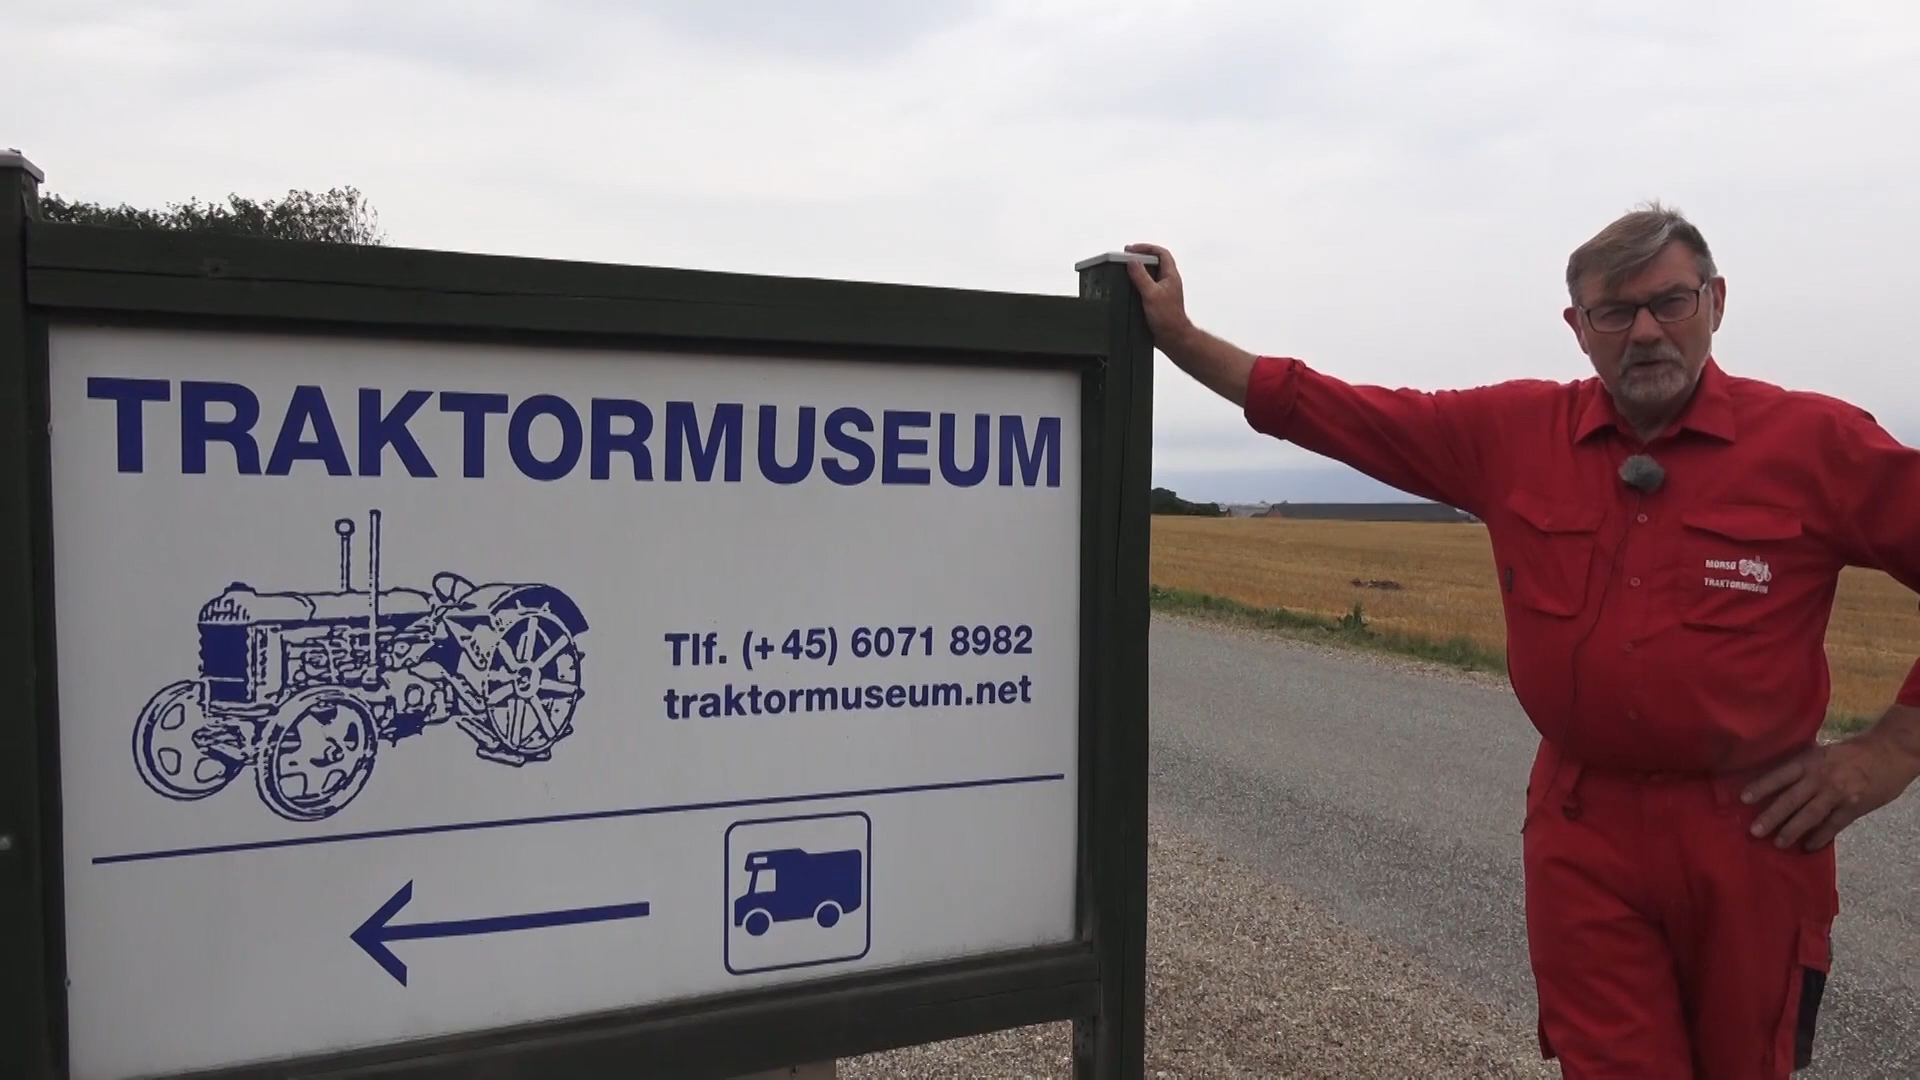 TRAKTORMUSEUM
Tlf. (+45) 6071 8982
traktormuseum.net
MORSØ
TRAKTORMUSEUM